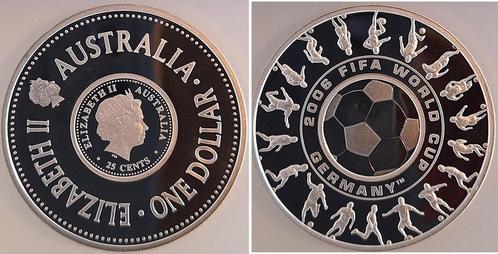 AUSTRALIA
ELIZABETH II · ONE DOLLAR ·
ELIZABETH II AUSTRALIA
25 CENTS
2006 FIFA WORLD CUP
GERMANY™